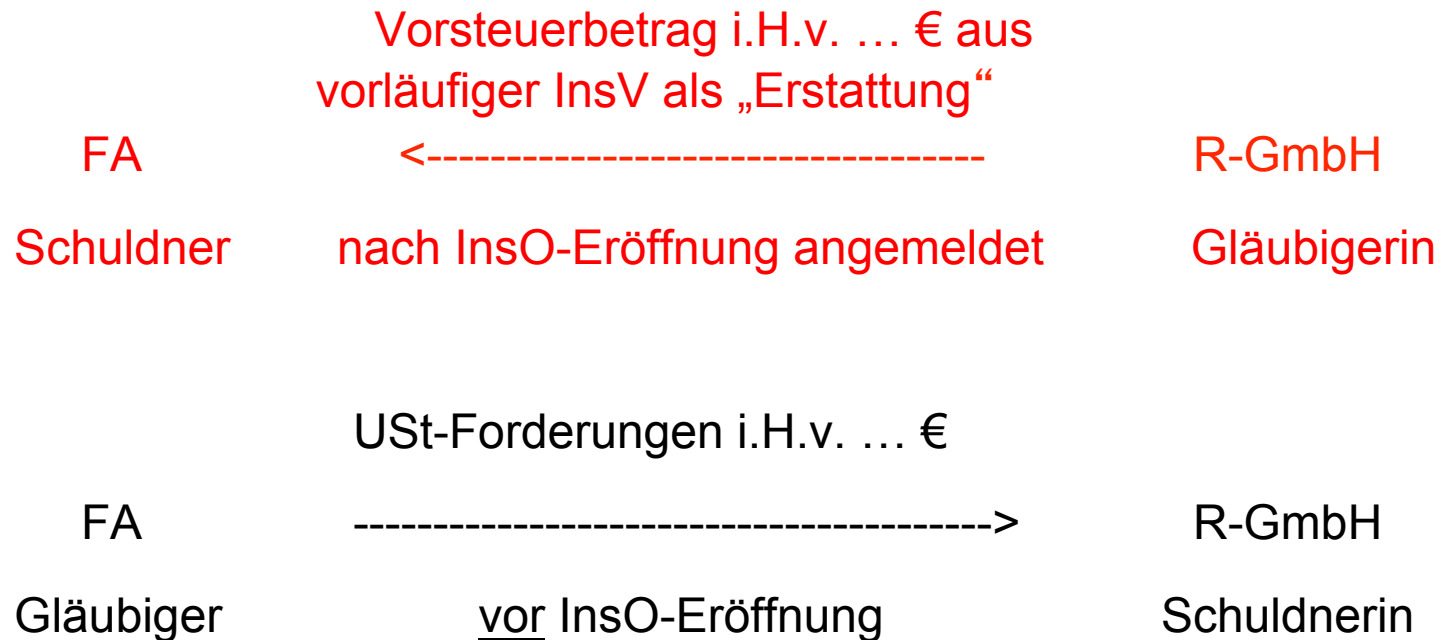 Vorsteuerbetrag i.H.v. … € aus
vorläufiger InsV als „Erstattung“
FA <----------------------------------- R-GmbH
Schuldner nach InsO-Eröffnung angemeldet Gläubigerin
USt-Forderungen i.H.v. … €
FA ----------------------------------------> R-GmbH
Gläubiger vor InsO-Eröffnung Schuldnerin